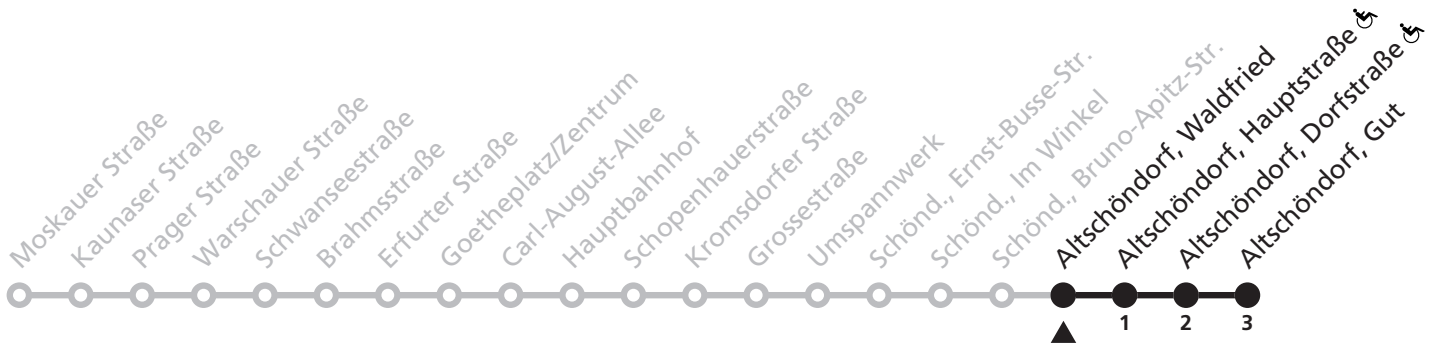 Moskauer Straße
Kaunaser Straße
Prager Straße
Warschauer Straße
Schwanseestraße
Brahmsstraße
Erfurter Straße
Goetheplatz/Zentrum
Carl-August-Allee
Hauptbahnhof
Schopenhauerstraße
Kromsdorfer Straße
Grossestraße
Umspannwerk
Schönd., Ernst-Busse-Str.
Schönd., Im Winkel
Schönd., Bruno-Apitz-Str.
Altschöndorf, Waldfried
Altschöndorf, Hauptstraße
Altschöndorf, Dorfstraße
Altschöndorf, Gut
1 2 3